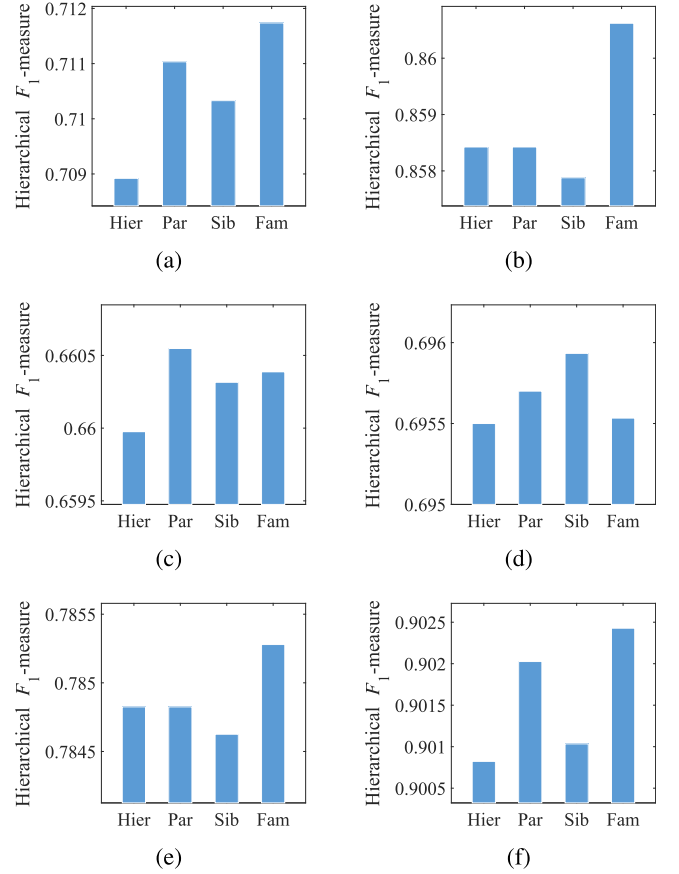 Hierarchical F1-measure
0.712
0.711
0.71
0.709
Hier Par Sib Fam
(a)
Hierarchical F1-measure
0.86
0.859
0.858
Hier Par Sib Fam
(b)
Hierarchical F1-measure
0.6605
0.66
0.6595
Hier Par Sib Fam
(c)
Hierarchical F1-measure
0.696
0.6955
0.695
Hier Par Sib Fam
(d)
Hierarchical F1-measure
0.7855
0.785
0.7845
Hier Par Sib Fam
(e)
Hierarchical F1-measure
0.9025
0.902
0.9015
0.901
0.9005
Hier Par Sib Fam
(f)